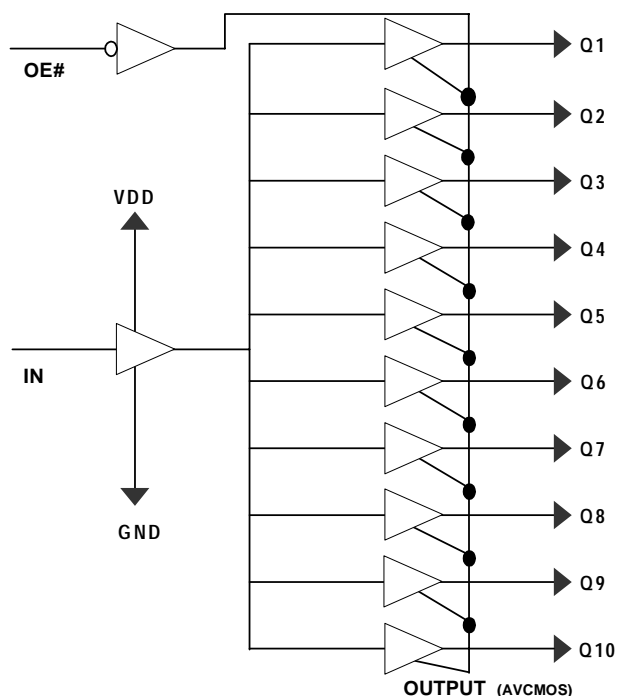 OE#
VDD
IN
GND
Q1
Q2
Q3
Q4
Q5
Q6
Q7
Q8
Q9
Q10
OUTPUT (AVCMOS)